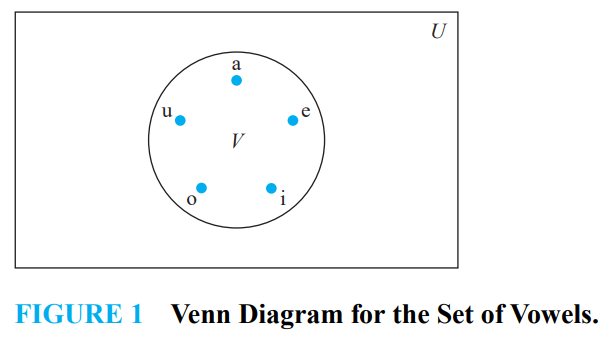 U
a
u
e
V
o
i
FIGURE 1 Venn Diagram for the Set of Vowels.